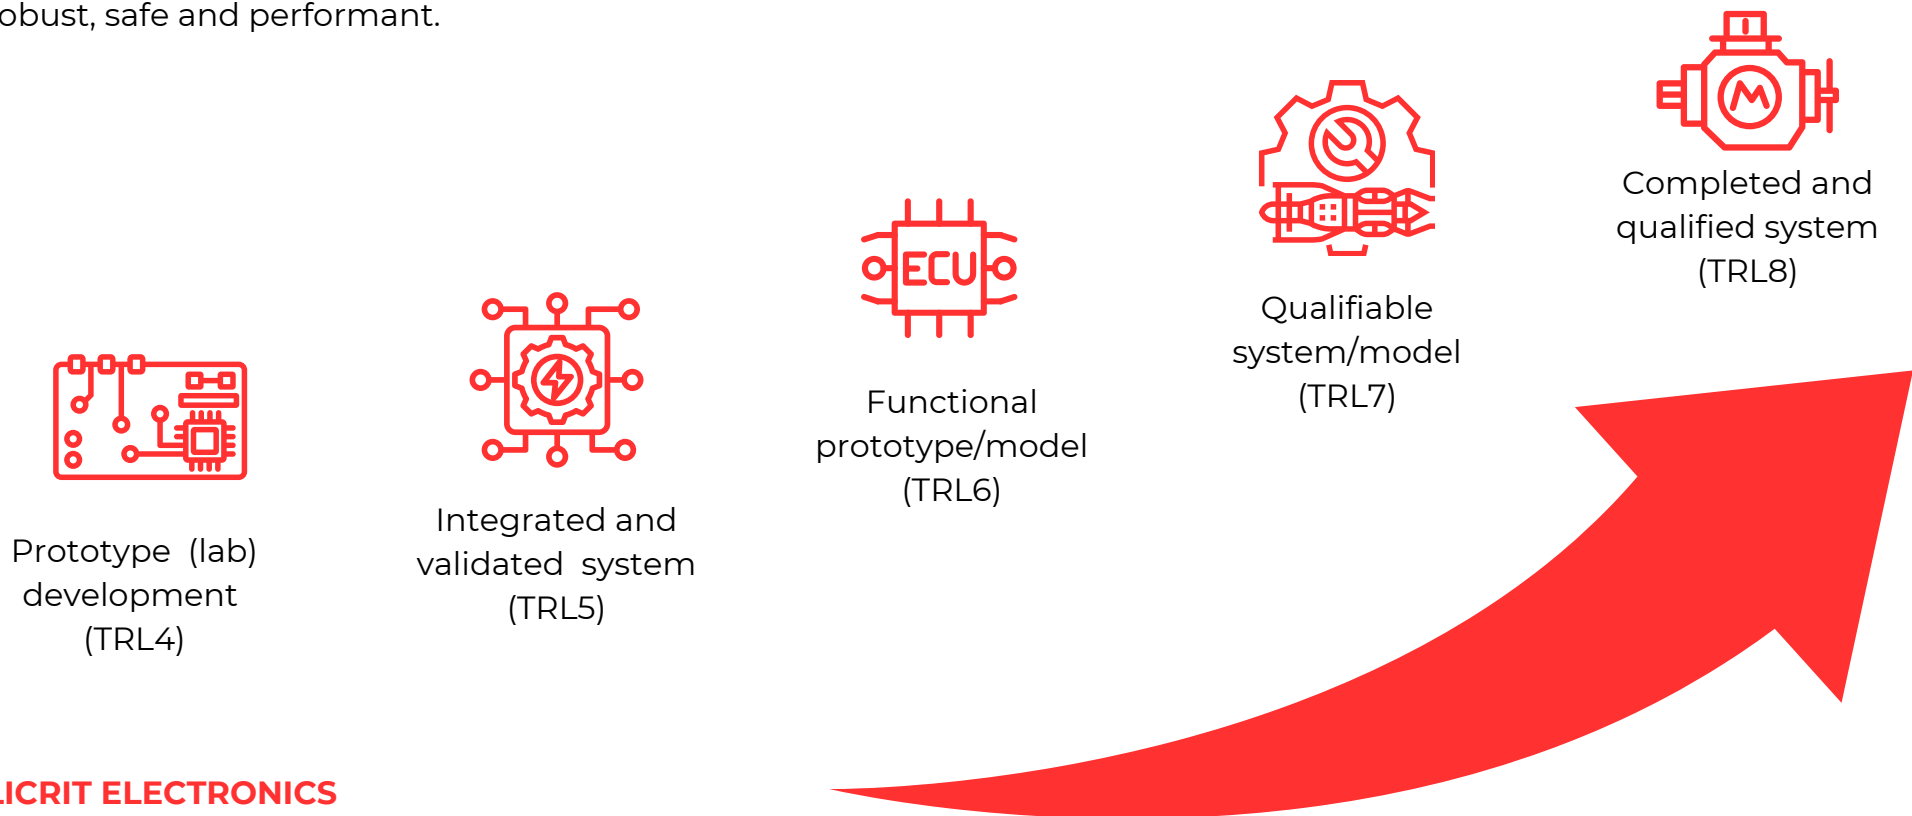 obust, safe and performant.
ECU
M
Completed and
qualified system
(TRL8)
Qualifiable
system/model
(TRL7)
Functional
prototype/model
(TRL6)
Integrated and
validated  system
(TRL5)
Prototype  (lab)
development
(TRL4)
LICRIT ELECTRONICS